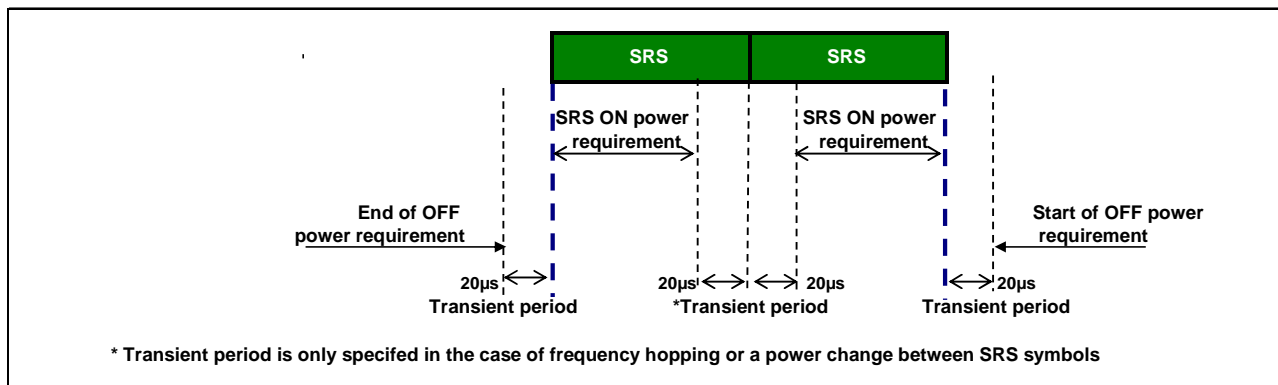 SRS SRS
SRS ON power
requirement
SRS ON power
requirement
End of OFF
power requirement
Start of OFF power
requirement
20µs
20µs
20µs
20µs
Transient period
*Transient period
Transient period
* Transient period is only specifed in the case of frequency hopping or a power change between SRS symbols